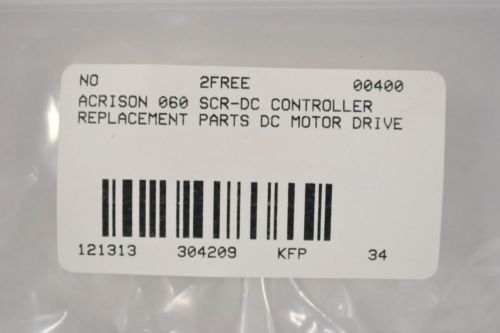 NO 2FREE 00400
ACRISON 060 SCR-DC CONTROLLER
REPLACEMENT PARTS DC MOTOR DRIVE
121313 304209 KFP 34